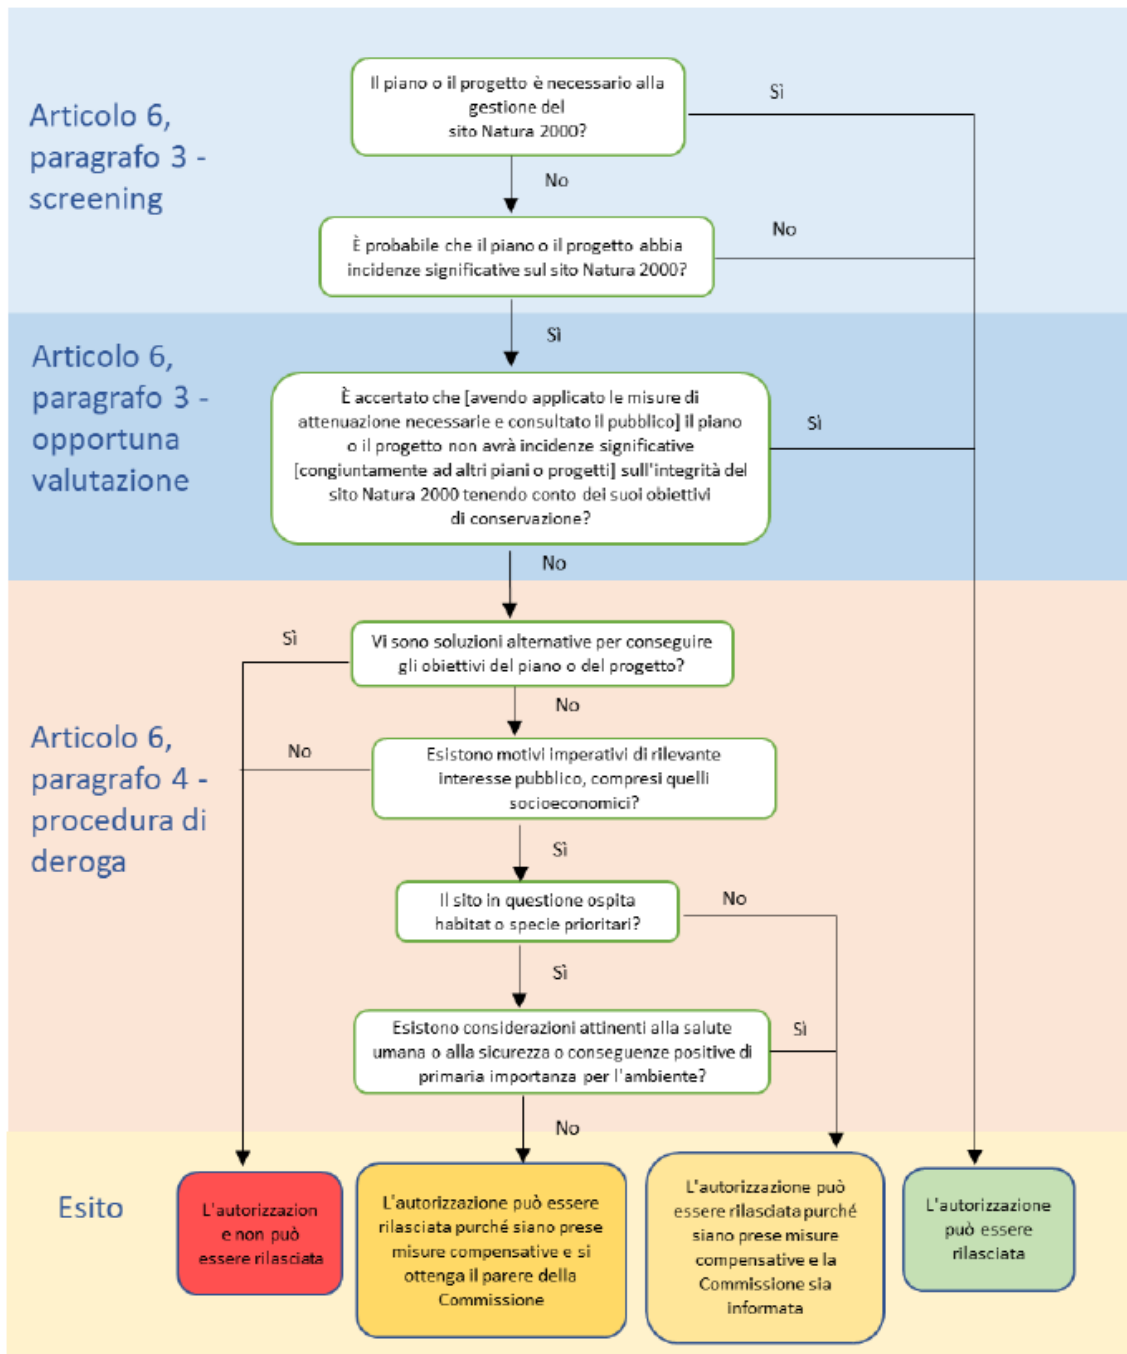 Articolo 6,
paragrafo 3 -
screening
Il piano o il progetto è necessario alla
gestione del
sito Natura 2000?
Sì
No
È probabile che il piano o il progetto abbia
incidenze significative sul sito Natura 2000?
No
Sì
Articolo 6,
paragrafo 3 -
opportuna
valutazione
È accertato che [avendo applicato le misure di
attenuazione necessarie e consultato il pubblico] il piano
o il progetto non avrà incidenze significative
[congiuntamente ad altri piani o progetti] sull'integrità del
sito Natura 2000 tenendo conto dei suoi obiettivi
di conservazione?
Sì
No
Articolo 6,
paragrafo 4 -
procedura di
deroga
Vi sono soluzioni alternative per conseguire
gli obiettivi del piano o del progetto?
Sì
No
Esistono motivi imperativi di rilevante
interesse pubblico, compresi quelli
socioeconomici?
No
Sì
Il sito in questione ospita
habitat o specie prioritari?
No
Sì
Esistono considerazioni attinenti alla salute
umana o alla sicurezza o conseguenze positive di
primaria importanza per l'ambiente?
Sì
No
Esito
L'autorizzazion
e non può
essere rilasciata
L'autorizzazione può essere
rilasciata purché siano prese
misure compensative e si
ottenga il parere della
Commissione
L'autorizzazione può
essere rilasciata purché
siano prese misure
compensative e la
Commissione sia
informata
L'autorizzazione
può essere
rilasciata